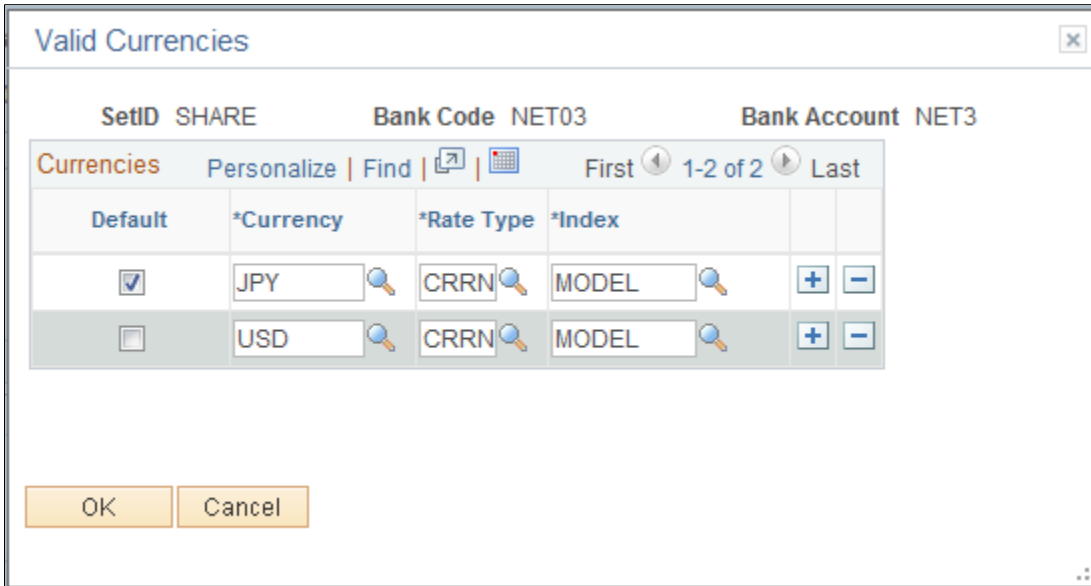 Valid Currencies
SetID SHARE Bank Code NET03 Bank Account NET3
Currencies Personalize | Find | | First 1-2 of 2 Last
Default *Currency *Rate Type *Index
JPY CRRN MODEL
USD CRRN MODEL
OK Cancel